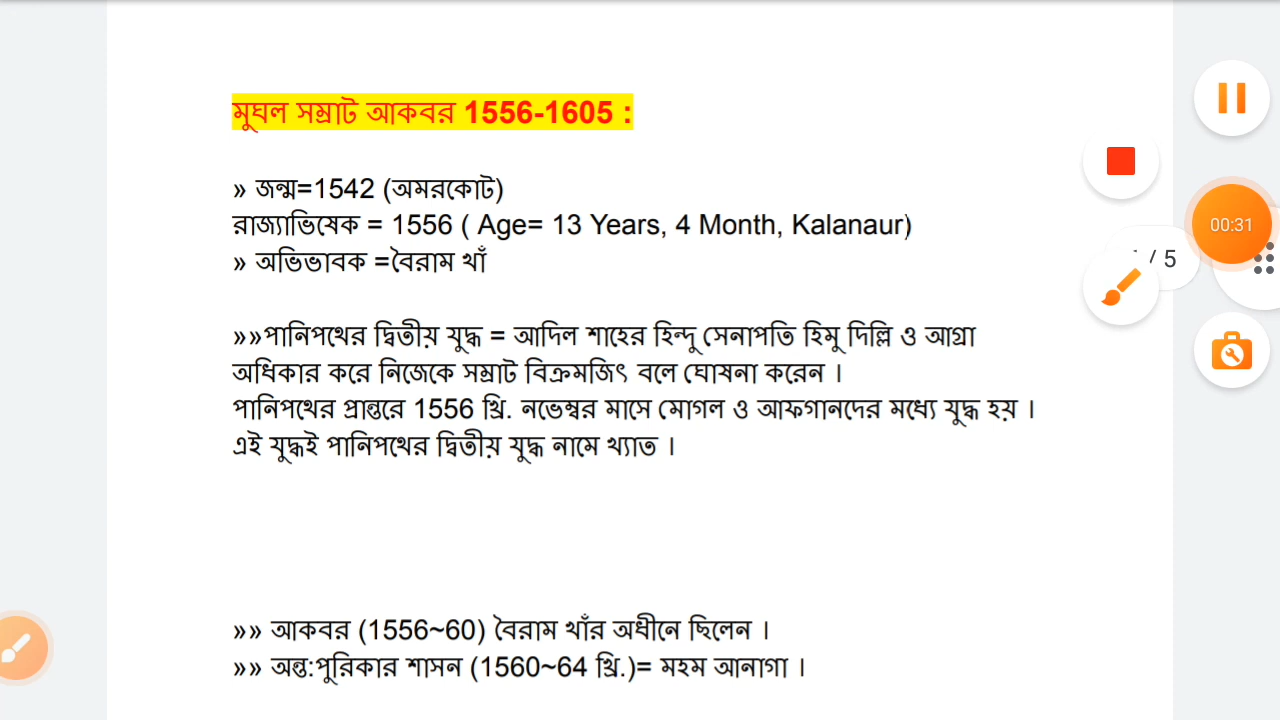 মুঘল সম্রাট আকবর 1556-1605 :
» জন্ম=1542 (অমরকোট)
রাজ্যাভিষেক = 1556 ( Age= 13 Years, 4 Month, Kalanaur)
» অভিভাবক =বৈরাম খাঁ
»»পানিপথের দ্বিতীয় যুদ্ধ = আদিল শাহের হিন্দু সেনাপতি হিমু দিল্লি ও আগ্রা
অধিকার করে নিজেকে সম্রাট বিক্রমজিৎ বলে ঘোষনা করেন ।
পানিপথের প্রান্তরে 1556 খ্রি. নভেম্বর মাসে মোগল ও আফগানদের মধ্যে যুদ্ধ হয় ।
এই যুদ্ধই পানিপথের দ্বিতীয় যুদ্ধ নামে খ্যাত ।
»» আকবর (1556~60) বৈরাম খাঁর অধীনে ছিলেন ।
»» অন্ত:পুরিকার শাসন (1560~64 খ্রি.)= মহম আনাগা ।
00:31
/ 5